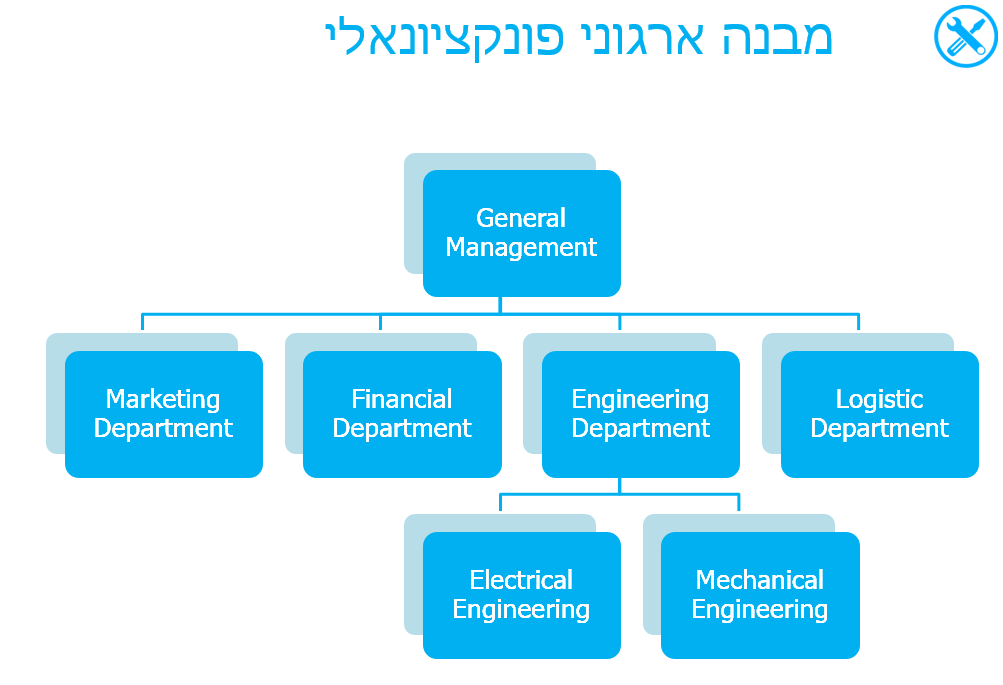 מבנה ארגוני פונקציונאלי
General
Management
Marketing
Department
Financial
Department
Engineering
Department
Logistic
Department
Electrical
Engineering
Mechanical
Engineering